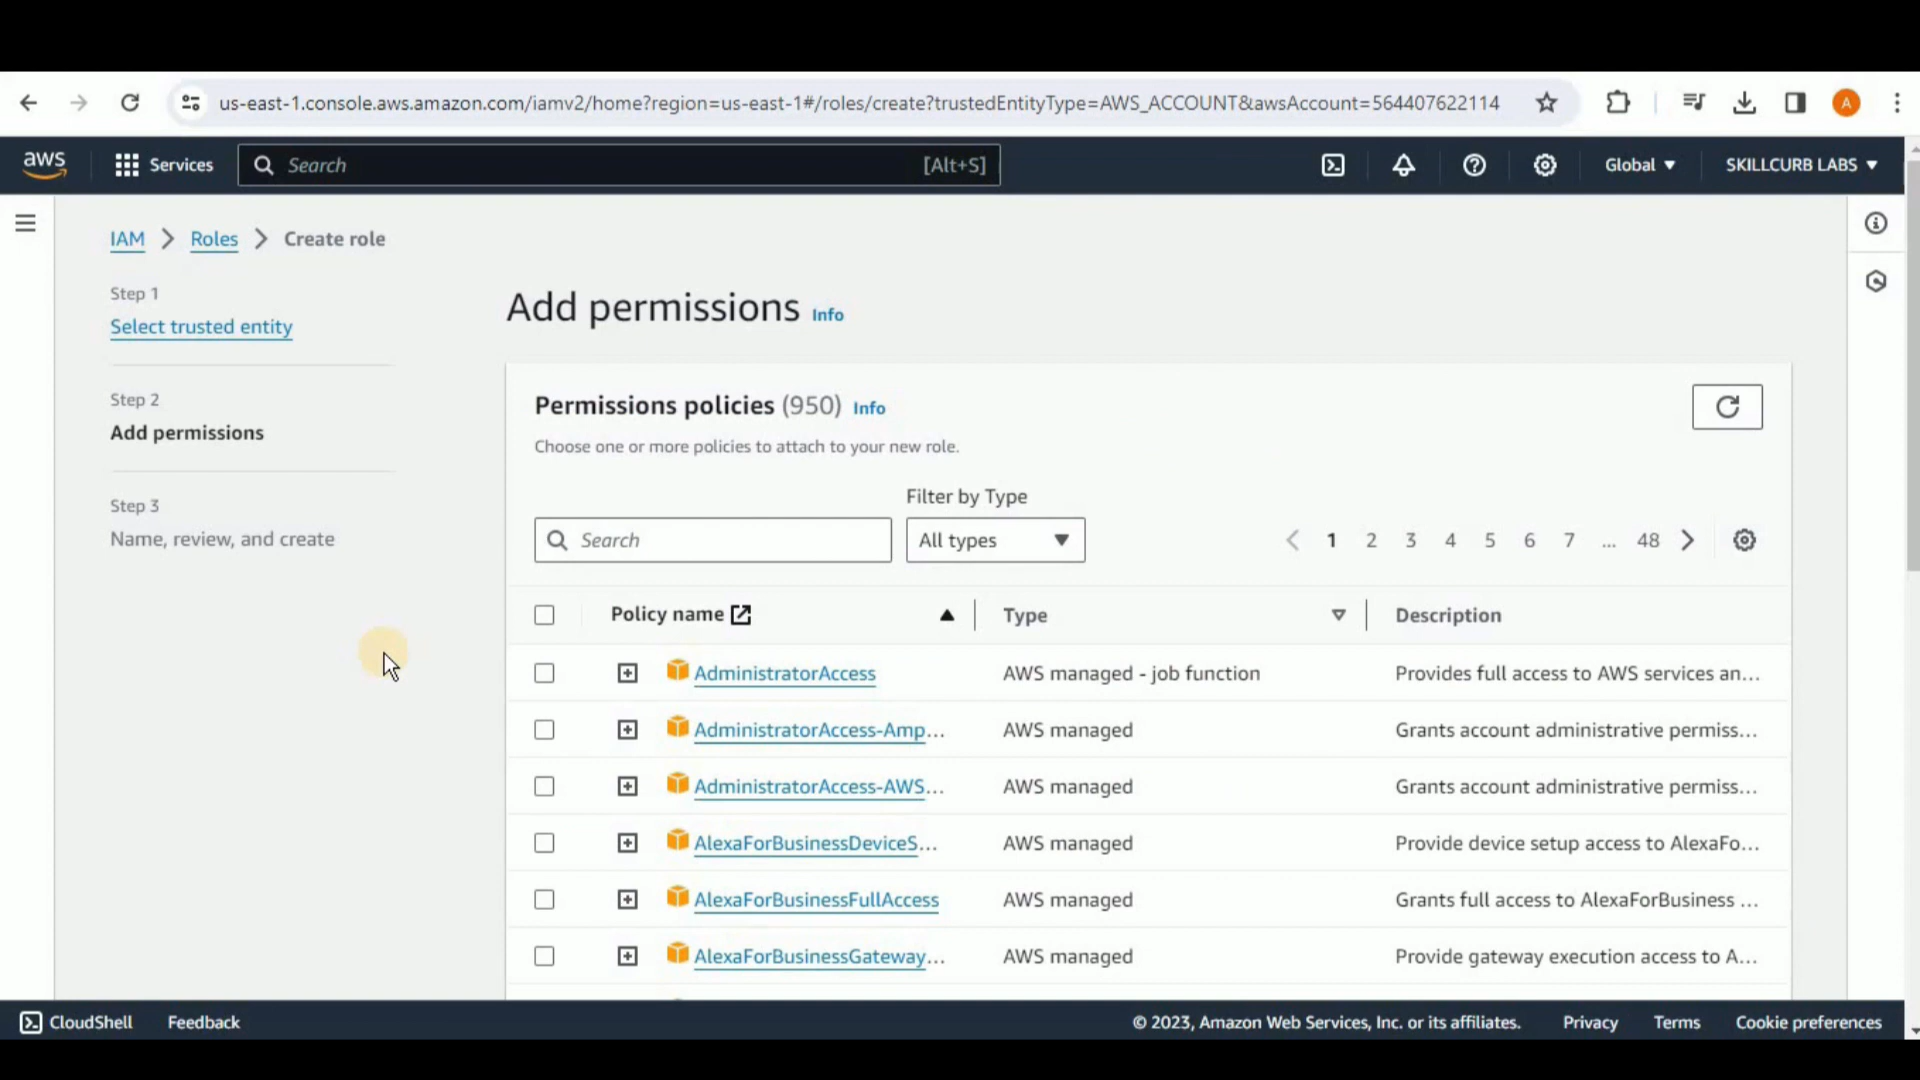 us-east-1.console.aws.amazon.com/iamv2/home?region=us-east-1#/roles/create?trustedEntityType=AWS_ACCOUNT&awsAccount=564407622114
A
aws
Services
Search
[Alt+S]
Global
SKILLCURB LABS
IAM
Roles
Create role
Step 1
Select trusted entity
Step 2
Add permissions
Step 3
Name, review, and create
Add permissions Info
Permissions policies (950) Info
Choose one or more policies to attach to your new role.
Filter by Type
Search
All types
1 2 3 4 5 6 7 ... 48
Policy name
Type
Description
AdministratorAccess AWS managed - job function Provides full access to AWS services an...
AdministratorAccess-Amp... AWS managed Grants account administrative permiss...
AdministratorAccess-AWS... AWS managed Grants account administrative permiss...
AlexaForBusinessDeviceS... AWS managed Provide device setup access to AlexaFo...
AlexaForBusinessFullAccess AWS managed Grants full access to AlexaForBusiness ...
AlexaForBusinessGateway... AWS managed Provide gateway execution access to A...
CloudShell
Feedback
© 2023, Amazon Web Services, Inc. or its affiliates.
Privacy
Terms
Cookie preferences